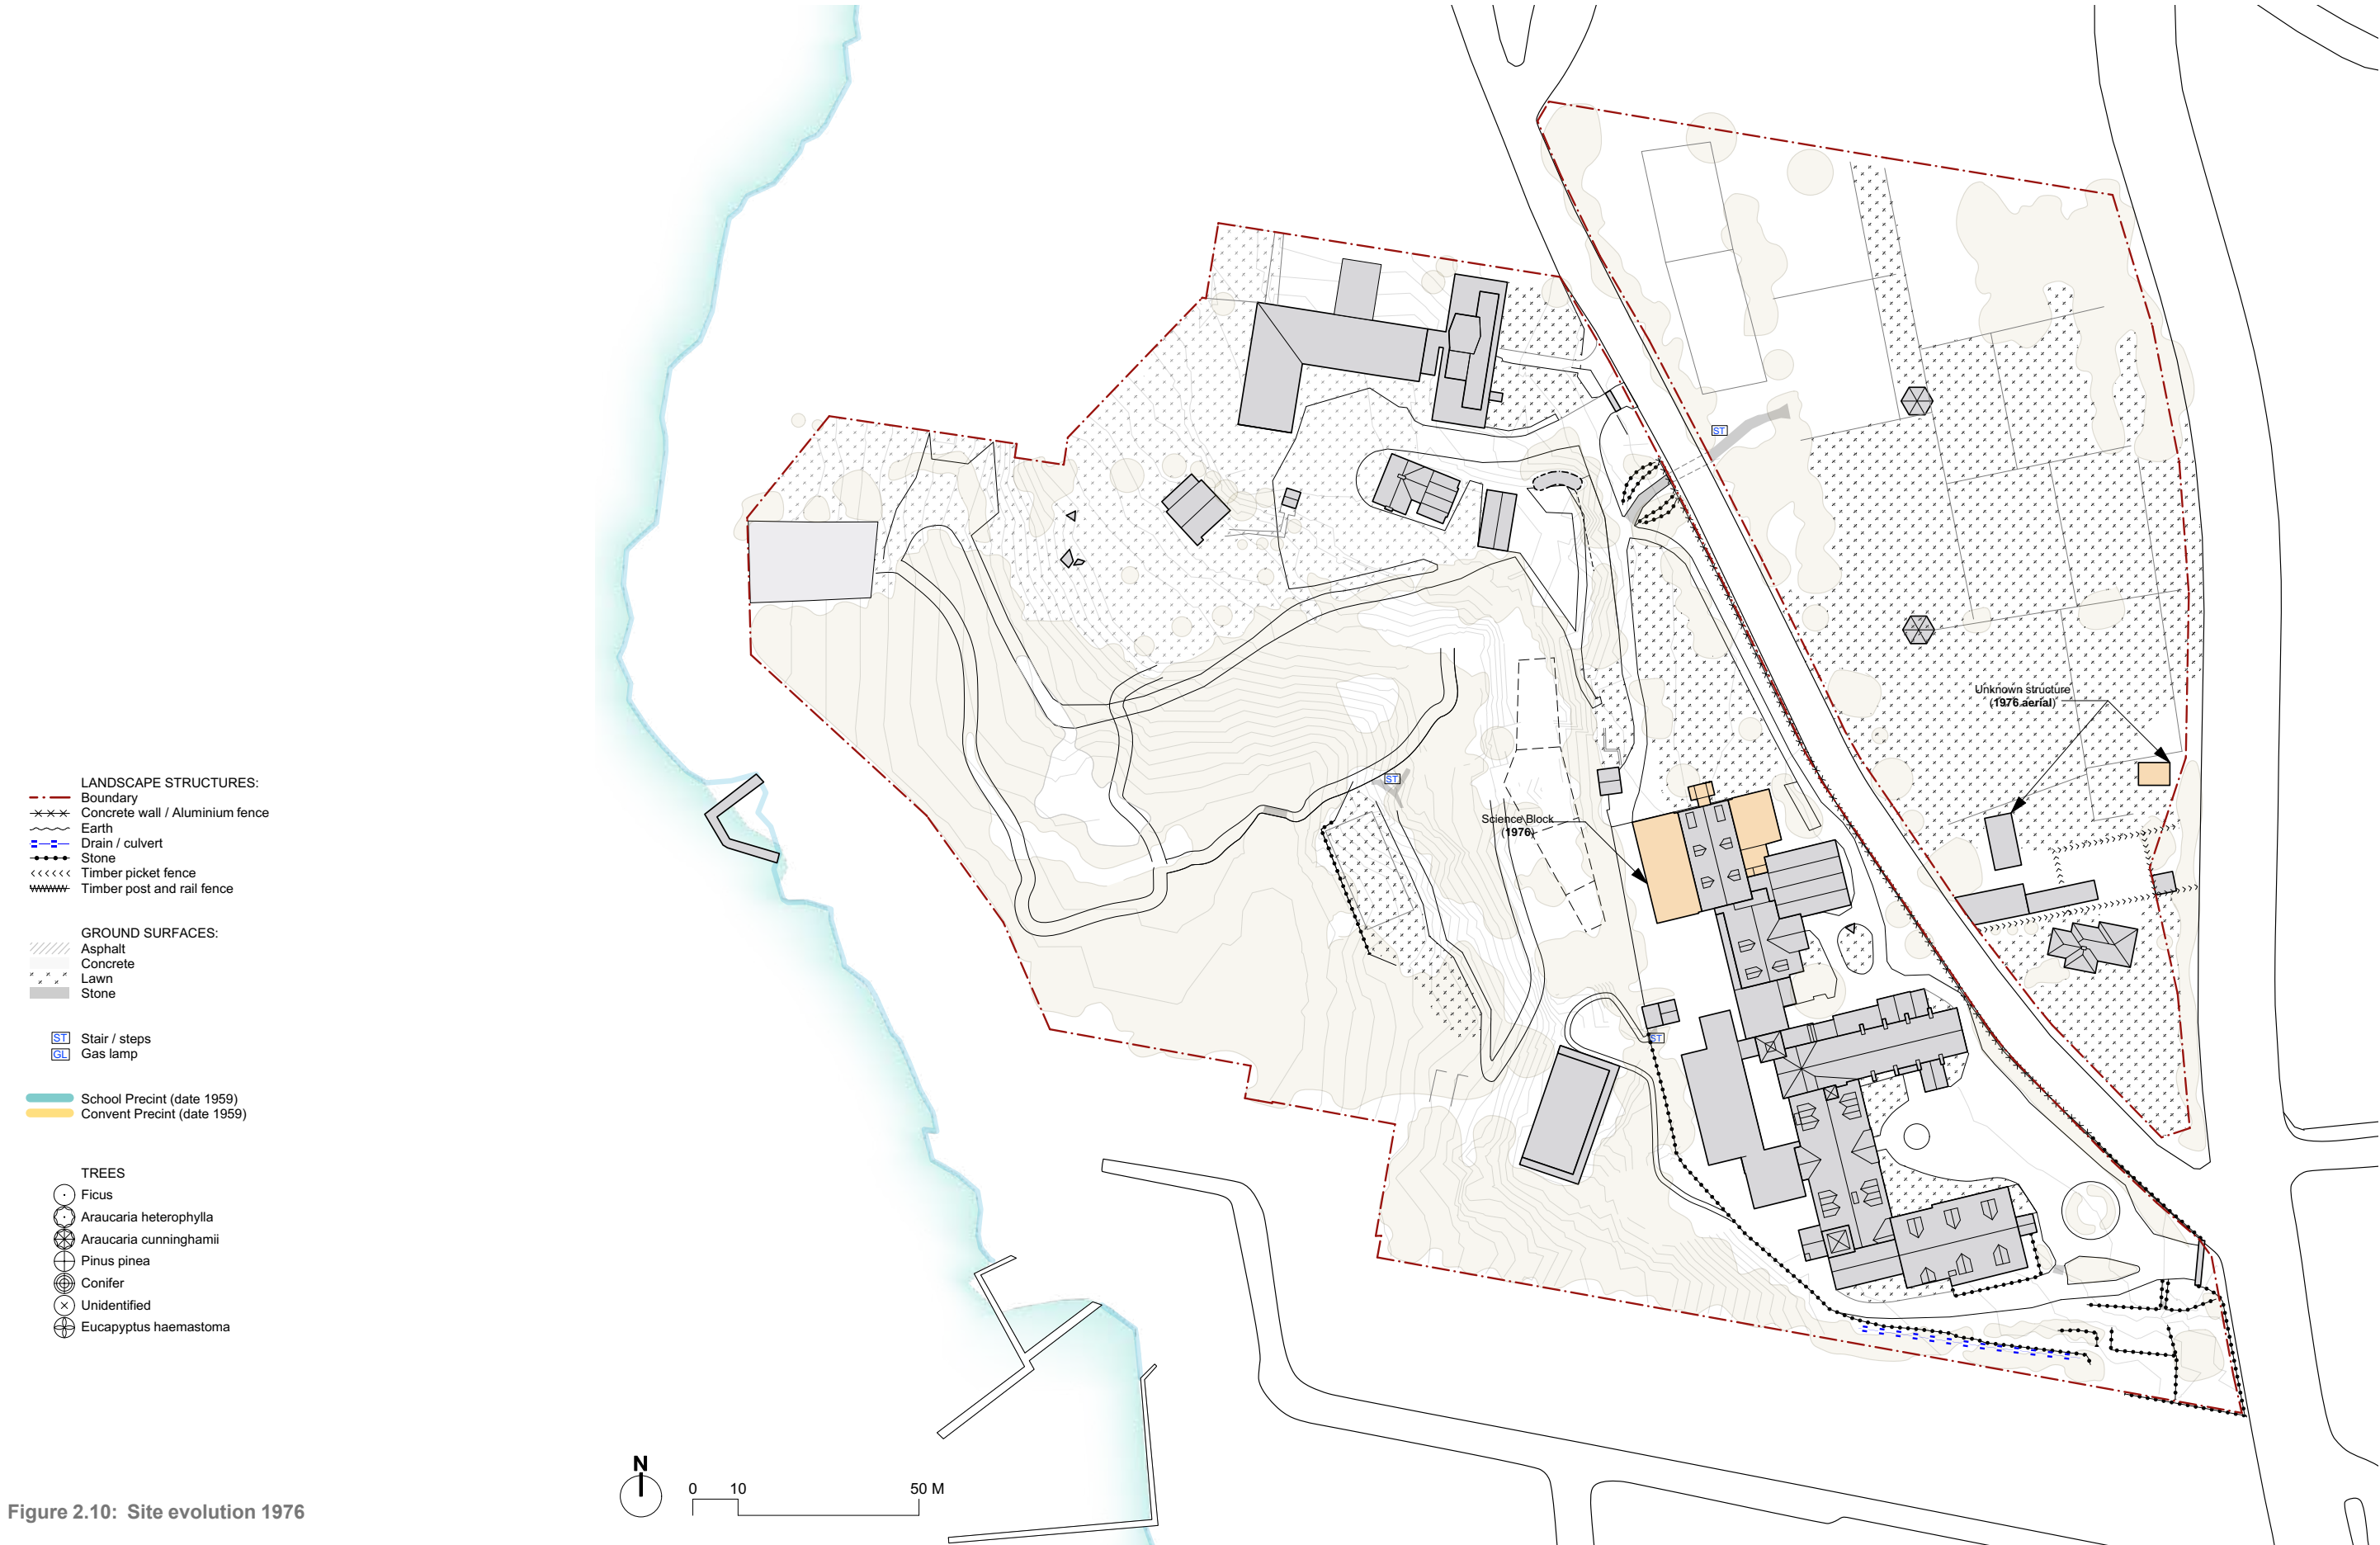 ST
Unknown structure
(1976 aerial)
ST
Science Block
(1976)
ST
LANDSCAPE STRUCTURES:
Boundary
Concrete wall / Aluminium fence
Earth
Drain / culvert
Stone
Timber picket fence
Timber post and rail fence
GROUND SURFACES:
Asphalt
Concrete
Lawn
Stone
ST Stair / steps
GL Gas lamp
School Precint (date 1959)
Convent Precint (date 1959)
TREES
Ficus
Araucaria heterophylla
Araucaria cunninghamii
Pinus pinea
Conifer
Unidentified
Eucapyptus haemastoma
N
0 10 50 M
Figure 2.10: Site evolution 1976